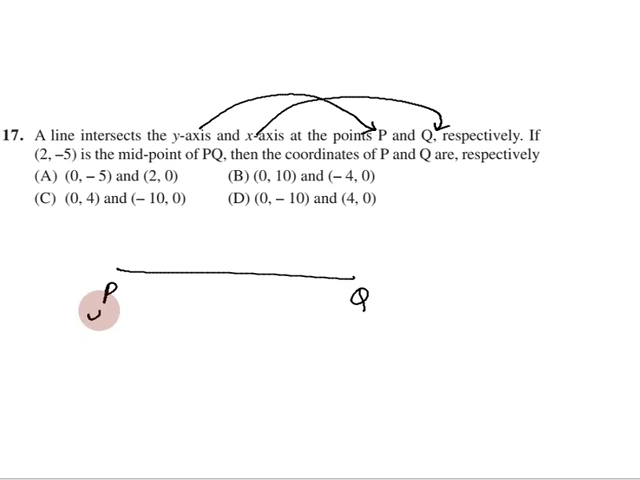 17. A line intersects the y-axis and x-axis at the points P and Q, respectively. If
(2, –5) is the mid-point of PQ, then the coordinates of P and Q are, respectively
(A) (0, – 5) and (2, 0) (B) (0, 10) and (– 4, 0)
(C) (0, 4) and (– 10, 0) (D) (0, – 10) and (4, 0)
P Q